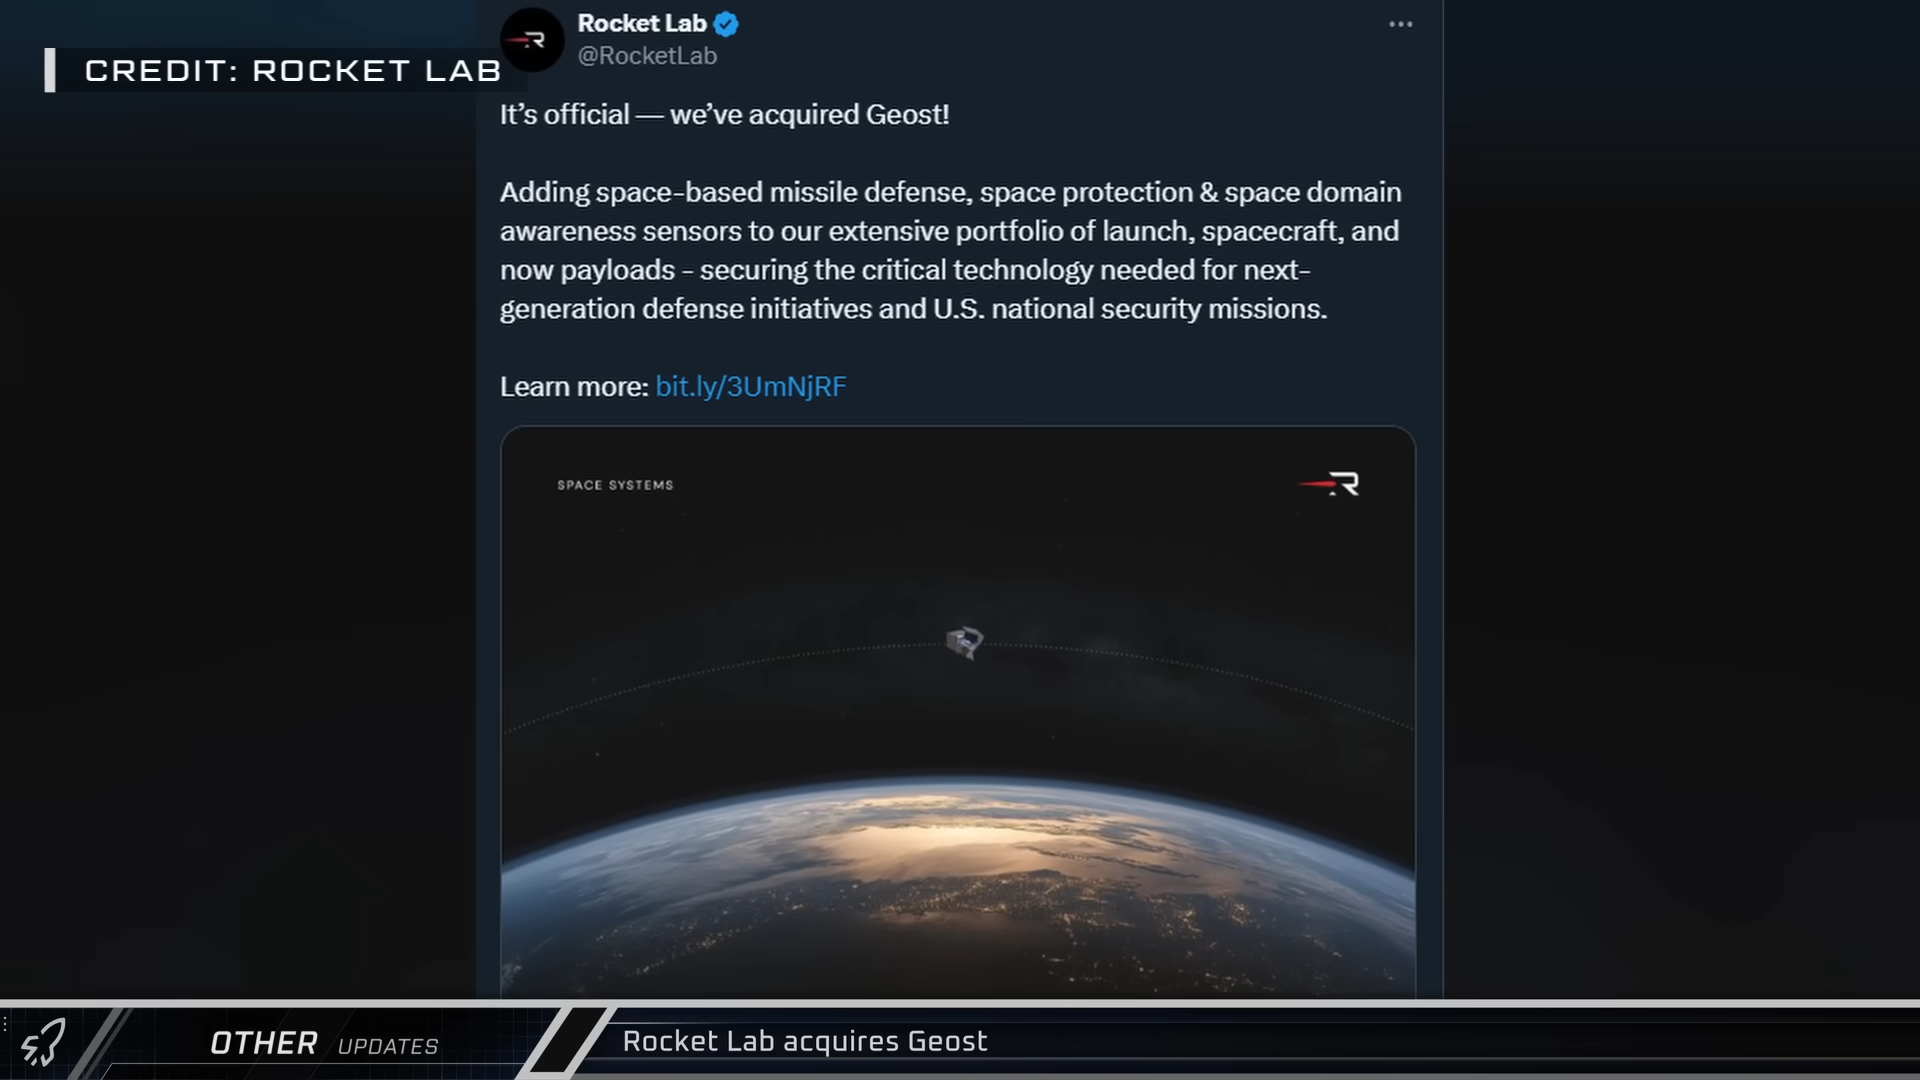 Rocket Lab
@RocketLab
CREDIT: ROCKET LAB
It’s official — we’ve acquired Geost!
Adding space-based missile defense, space protection & space domain
awareness sensors to our extensive portfolio of launch, spacecraft, and
now payloads - securing the critical technology needed for next-
generation defense initiatives and U.S. national security missions.
Learn more: bit.ly/3UmNjRF
SPACE SYSTEMS
OTHER UPDATES
Rocket Lab acquires Geost